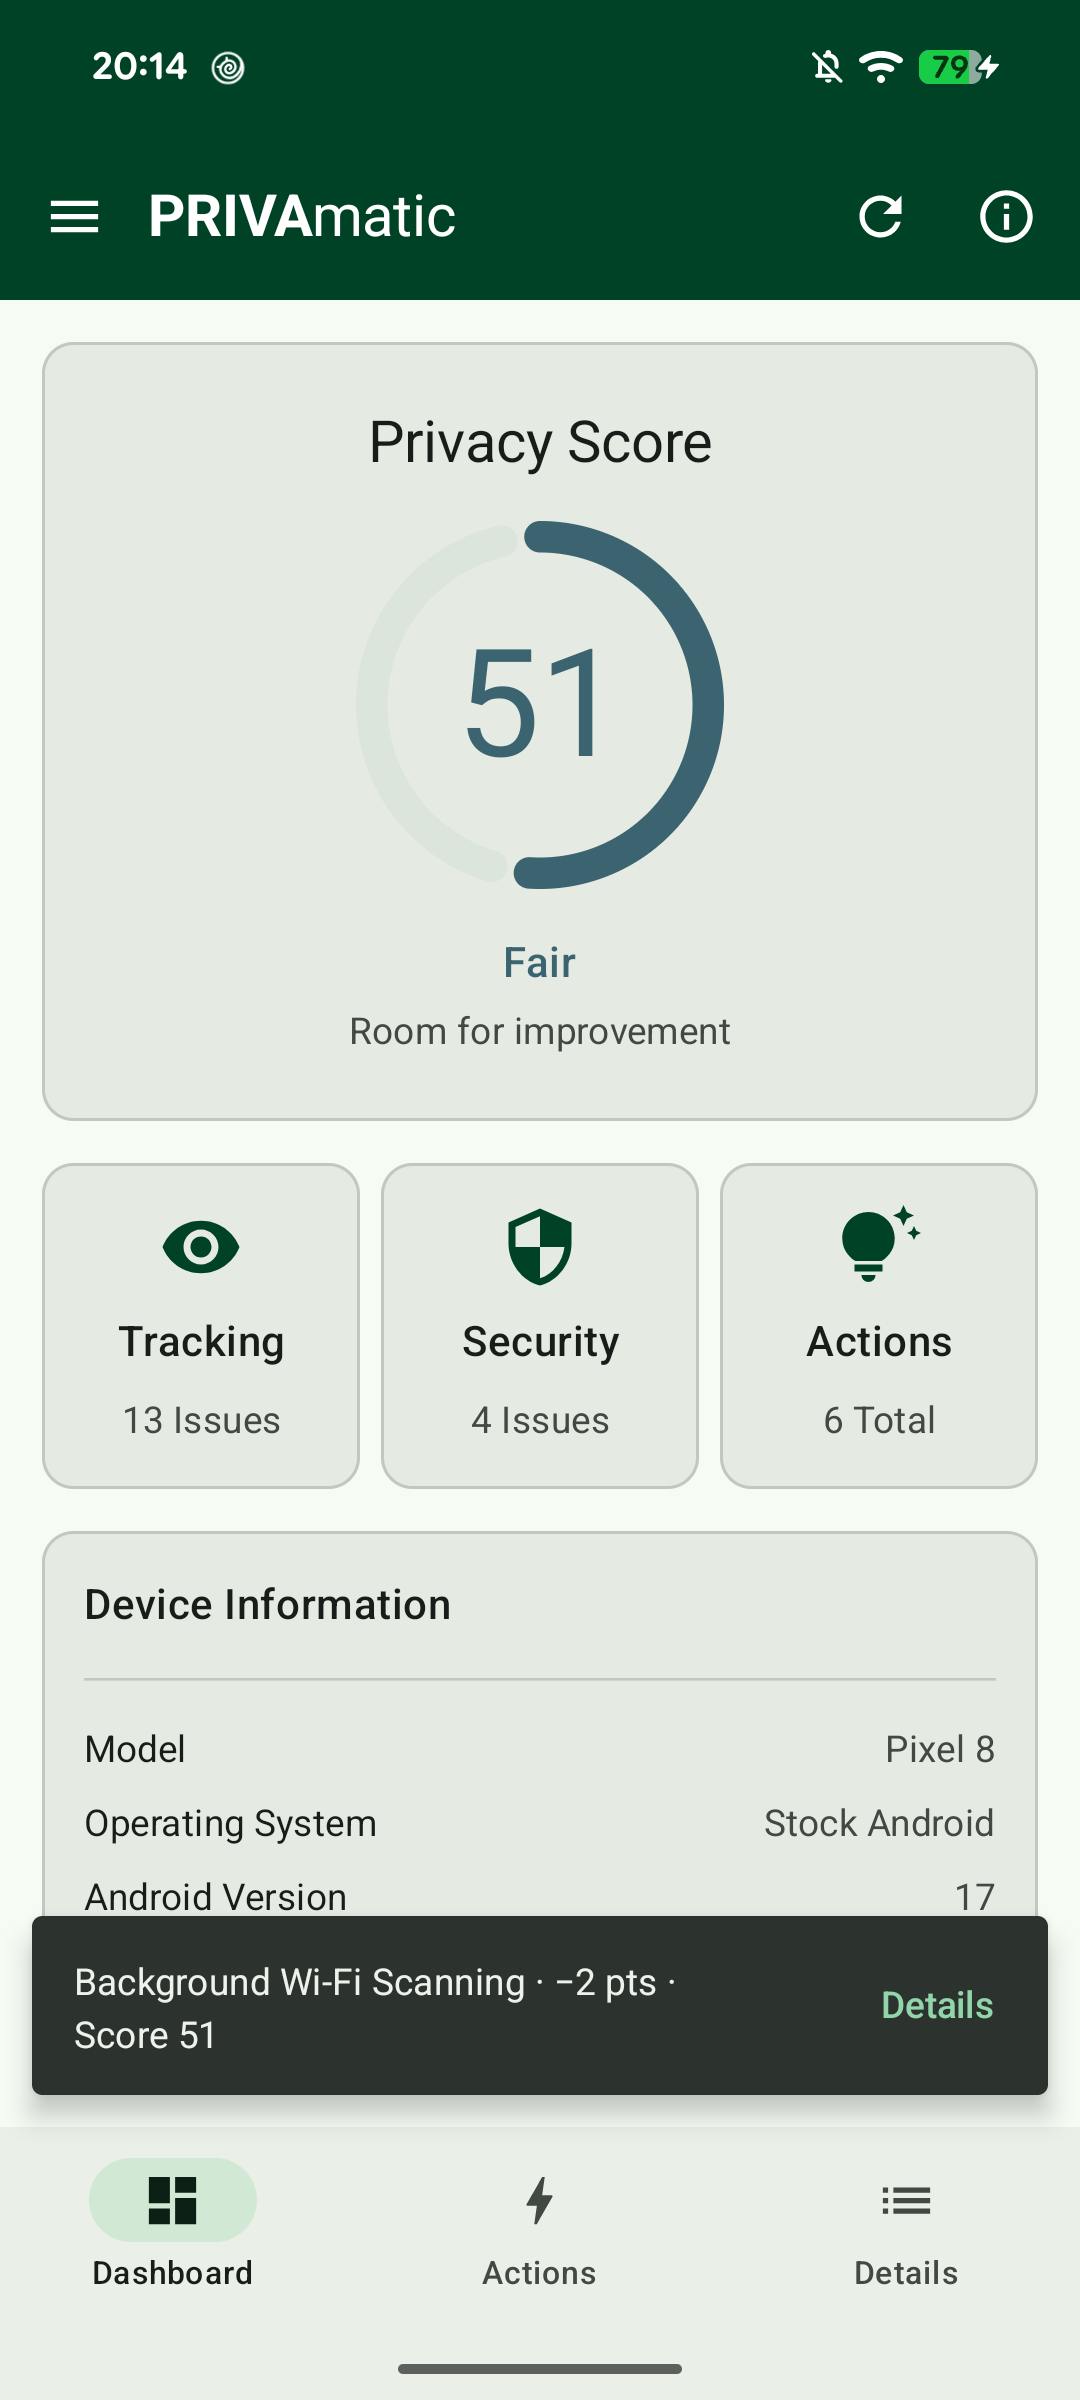 20:14
79
PRIVAmatic
Privacy Score
51
Fair
Room for improvement
Tracking
13 Issues
Security
4 Issues
Actions
6 Total
Device Information
Model Pixel 8
Operating System Stock Android
Android Version 17
Background Wi-Fi Scanning · −2 pts ·
Score 51
Details
Dashboard
Actions
Details